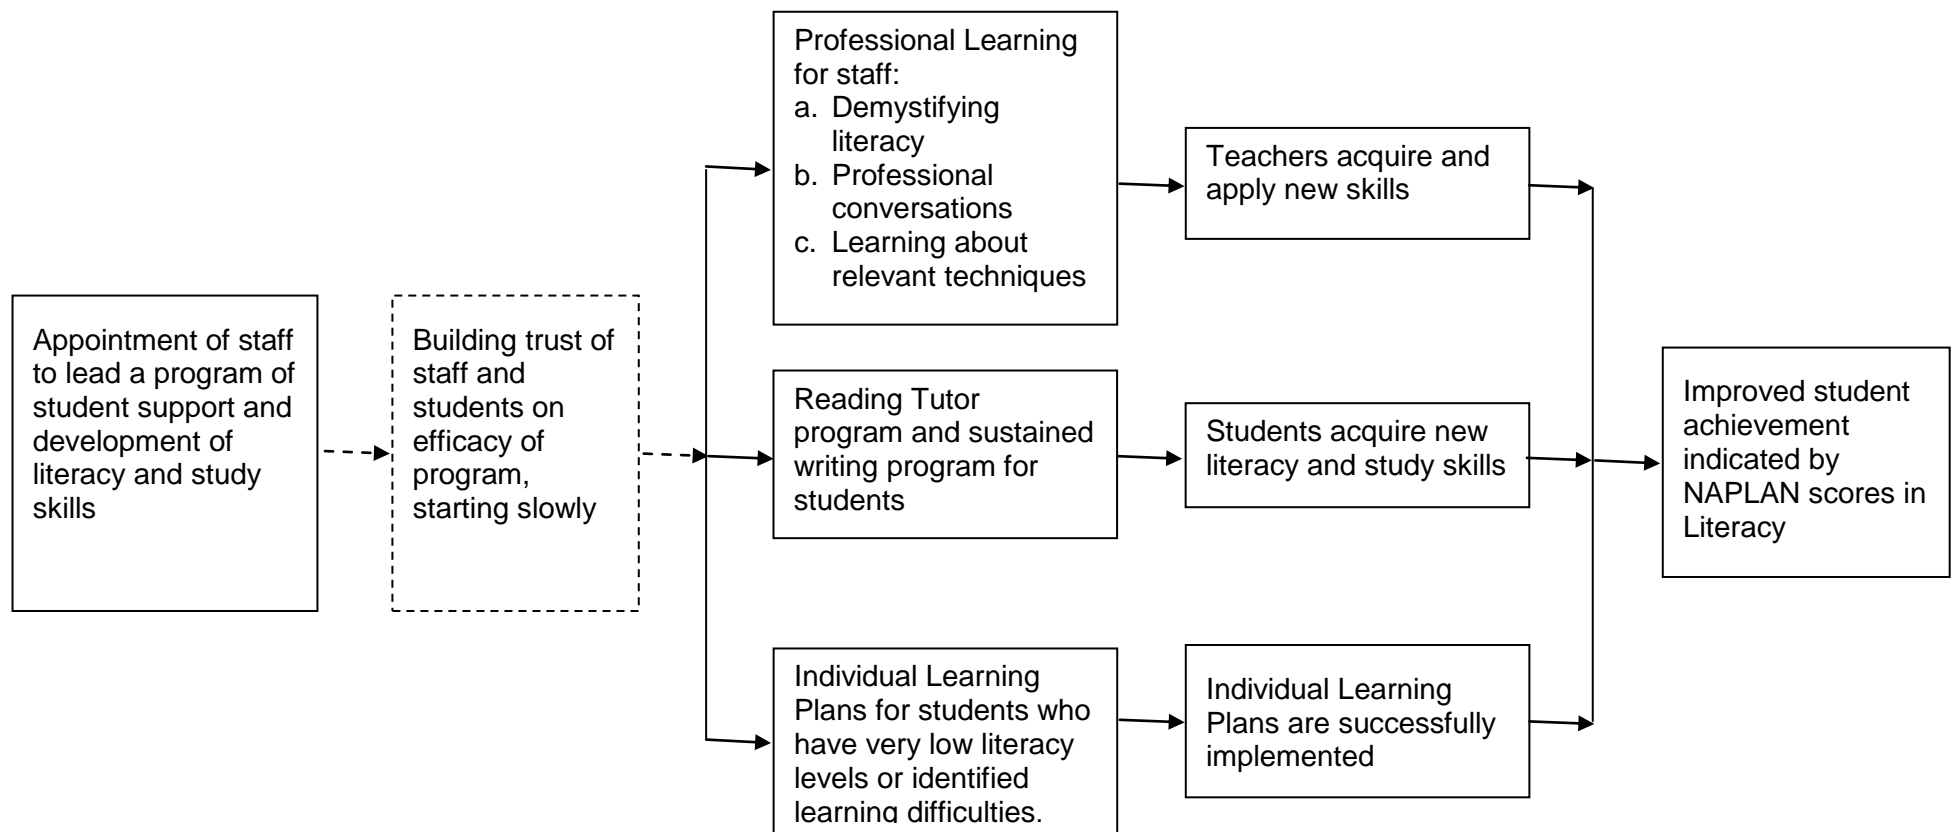 Appointment of staff
to lead a program of
student support and
development of
literacy and study
skills
Building trust of
staff and
students on
efficacy of
program,
starting slowly
Professional Learning
for staff:
a. Demystifying
literacy
b. Professional
conversations
c. Learning about
relevant techniques
Teachers acquire and
apply new skills
Reading Tutor
program and sustained
writing program for
students
Students acquire new
literacy and study skills
Individual Learning
Plans for students who
have very low literacy
levels or identified
learning difficulties.
Individual Learning
Plans are successfully
implemented
Improved student
achievement
indicated by
NAPLAN scores in
Literacy